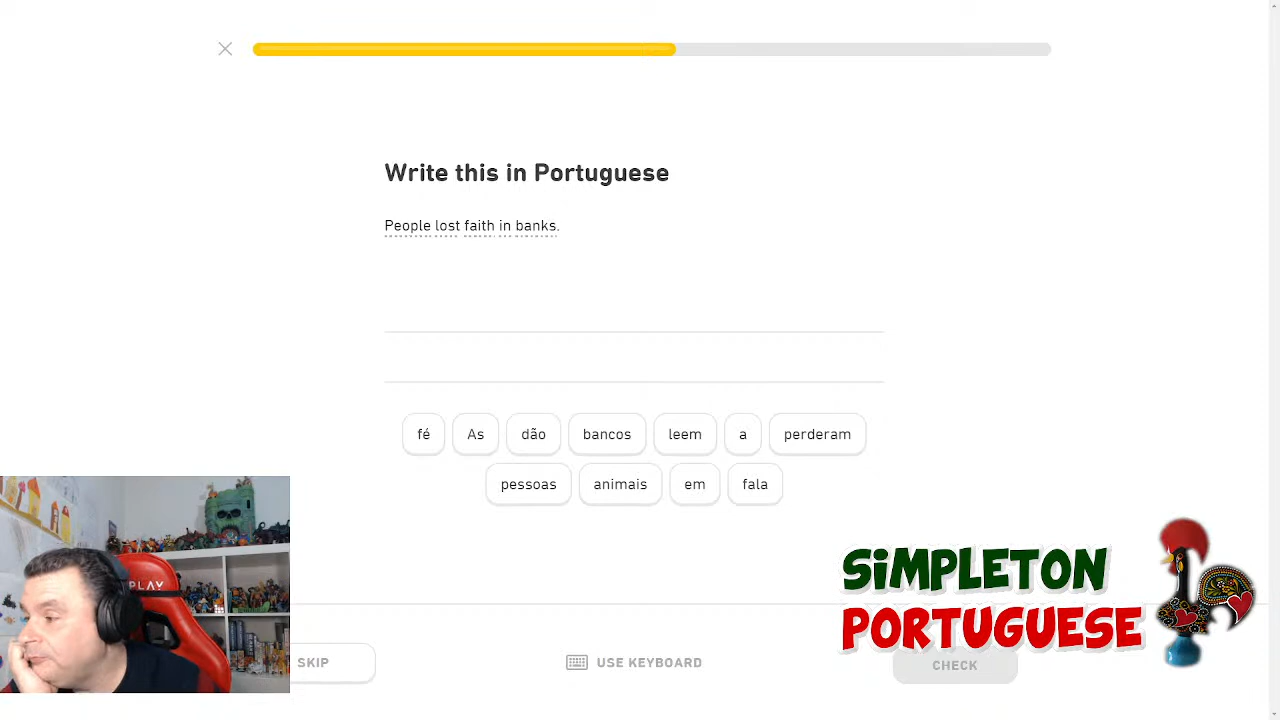 Write this in Portuguese
People lost faith in banks.
fé As dão bancos leem a perderam
pessoas animais em fala
PLAY
SiMPLETON
PORTUGUESE
SKIP
USE KEYBOARD
CHECK